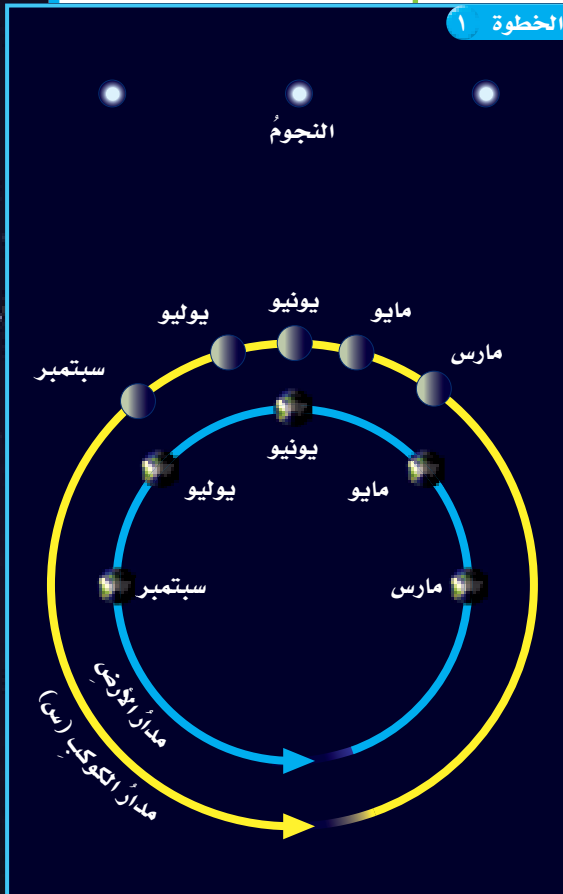 الخطوة ١
النجومُ
يونيو
مايو
يوليو
مارس
سبتمبر
يونيو
مايو
يوليو
مارس
سبتمبر
مدارُ الأرضِ
مدارُ الكوكبِ (س)